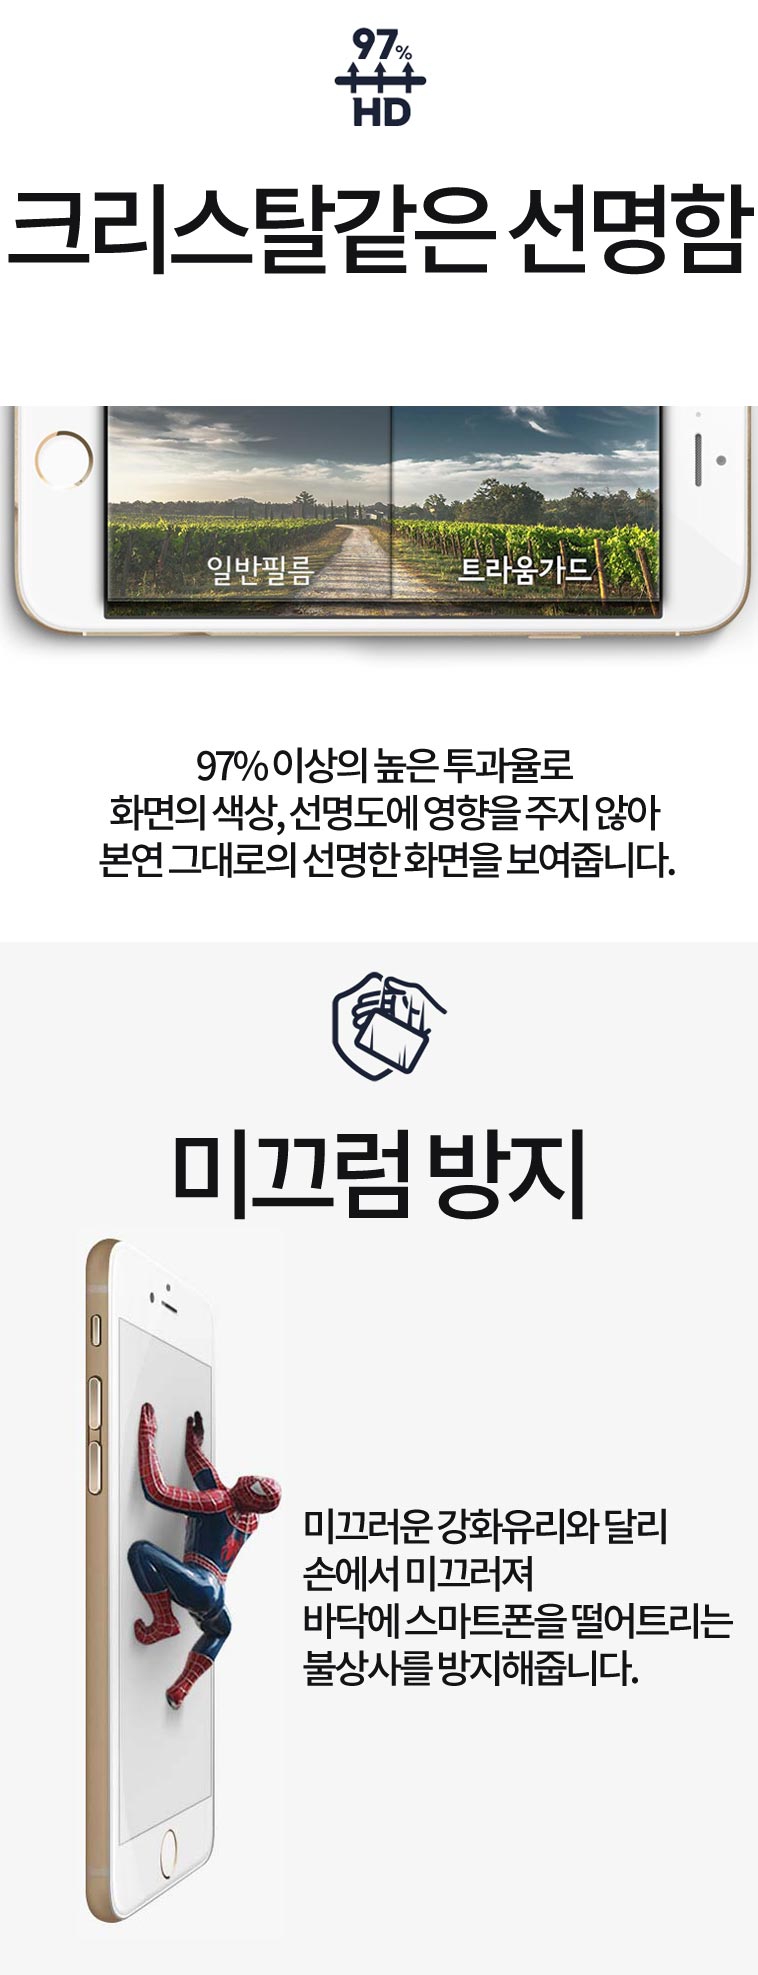 97%
HD
크리스탈같은 선명함
일반필름
트라움가드
97% 이상의 높은 투과율로
화면의 색상, 선명도에 영향을 주지 않아
본연 그대로의 선명한 화면을 보여줍니다.
미끄럼 방지
미끄러운 강화유리와 달리
손에서 미끄러져
바닥에 스마트폰을 떨어트리는
불상사를 방지해줍니다.